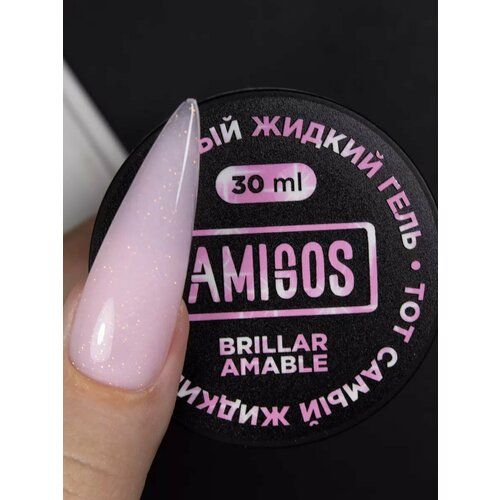 ЫЙ ЖИДКИЙ ГЕЛЬ • ТОТ САМЫЙ ЖИДКИЙ
30 ml
AMIGOS
BRILLAR
AMABLE